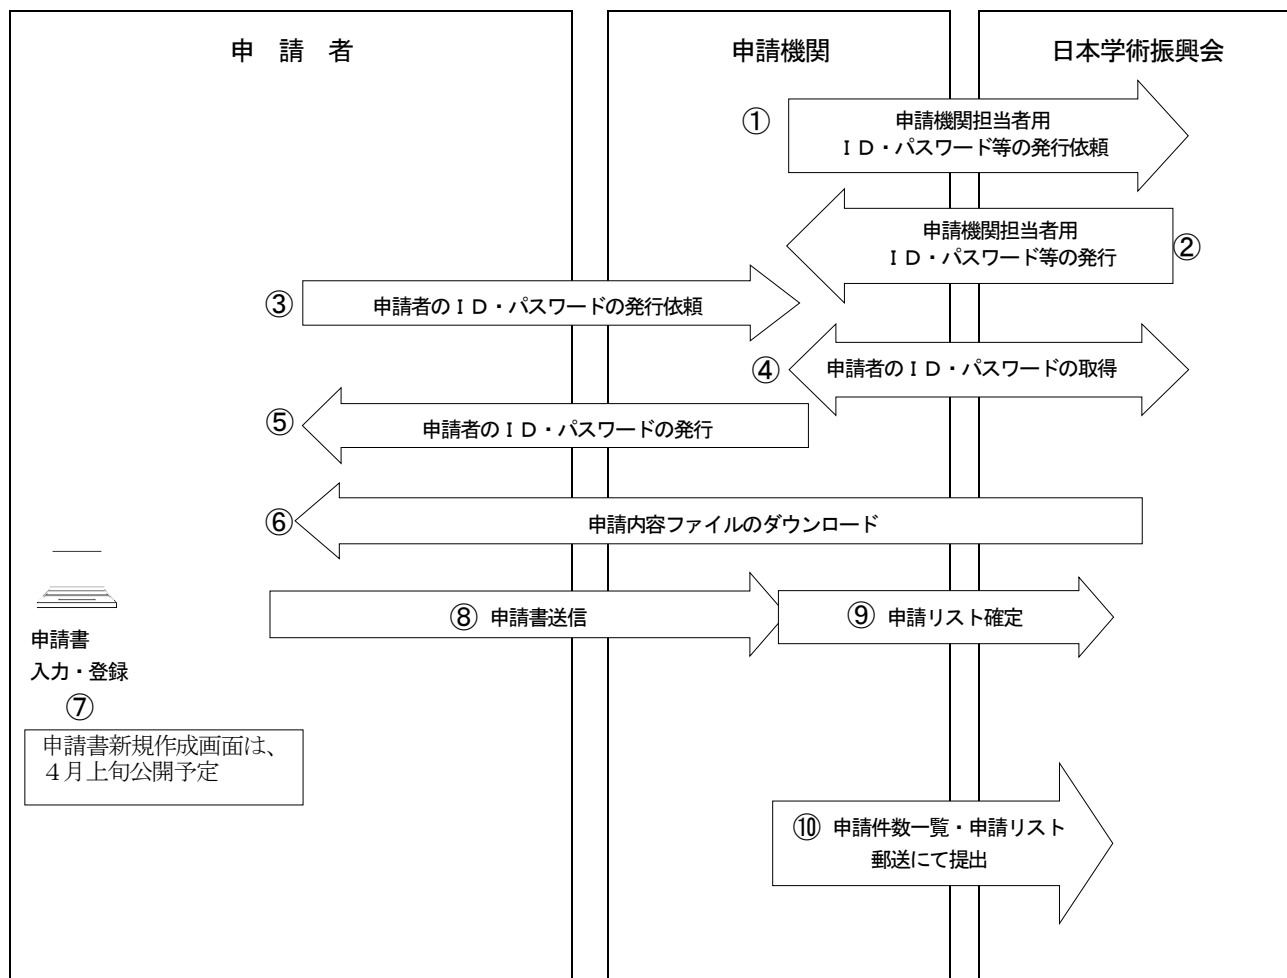 申　請　者
申請機関
日本学術振興会
①
申請機関担当者用
ＩＤ・パスワード等の発行依頼
申請機関担当者用
ＩＤ・パスワード等の発行
②
③
申請者のＩＤ・パスワードの発行依頼
④
申請者のＩＤ・パスワードの取得
⑤
申請者のＩＤ・パスワードの発行
⑥
申請内容ファイルのダウンロード
⑧ 申請書送信
⑨ 申請リスト確定
申請書
入力・登録
⑦
申請書新規作成画面は、
４月上旬公開予定
⑩ 申請件数一覧・申請リスト
郵送にて提出